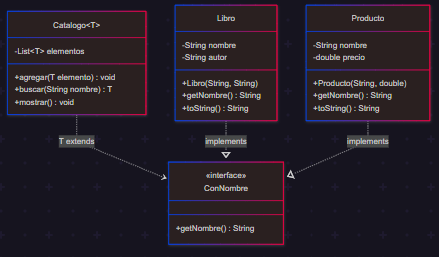 Catalogo<T>
-List<T> elementos
+agregar(T elemento) : void
+buscar(String nombre) : T
+mostrar() : void
Libro
-String nombre
-String autor
+Libro(String, String)
+getNombre() : String
+toString() : String
Producto
-String nombre
-double precio
+Producto(String, double)
+getNombre() : String
+toString() : String
T extends
implements
implements
«interface»
ConNombre
+getNombre() : String